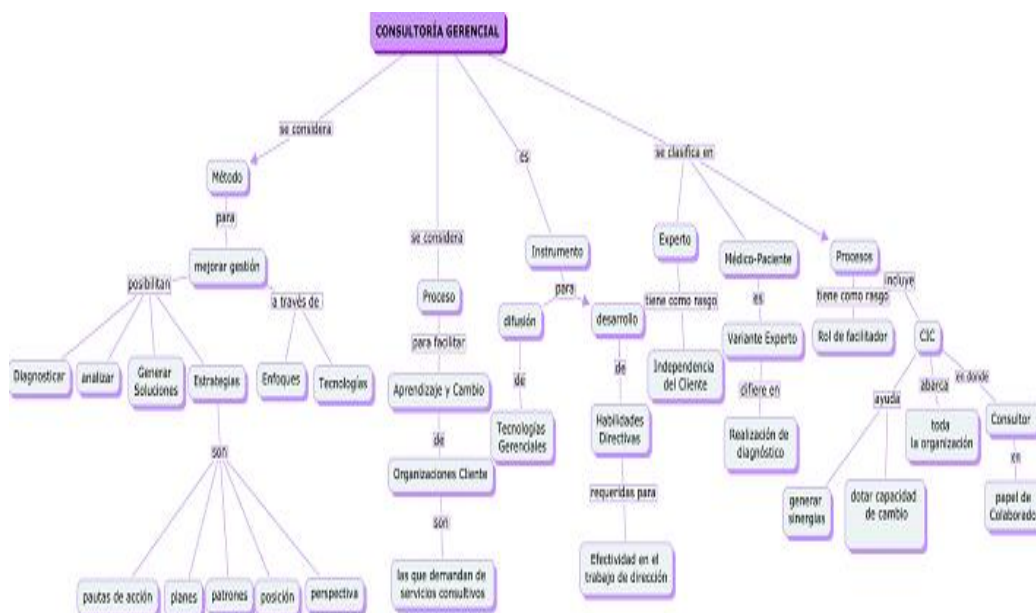 CONSULTORÍA GERENCIAL
se considera
es
se clasifica en
Método
para
mejorar gestión
posibilitan
a través de
Diagnosticar
analizar
Generar
Soluciones
Estrategias
Enfoques
Tecnologías
son
pautas de acción
planes
patrones
posición
perspectiva
se considera
Proceso
para facilitar
Aprendizaje y Cambio
de
Organizaciones Cliente
son
las que demandan de
servicios consultivos
Instrumento
para
difusión
desarrollo
de
Tecnologías
Gerenciales
de
Habilidades
Directivas
requeridas para
Efectividad en el
trabajo de dirección
Experto
tiene como rasgo
Independencia
del Cliente
Médico-Paciente
es
Variante Experto
difiere en
Realización de
diagnóstico
Procesos
tiene como rasgo
incluye
Rol de facilitador
CIC
ayuda
abarca
en donde
generar
sinergias
dotar capacidad
de cambio
toda
la organización
Consultor
en
papel de
Colaborado